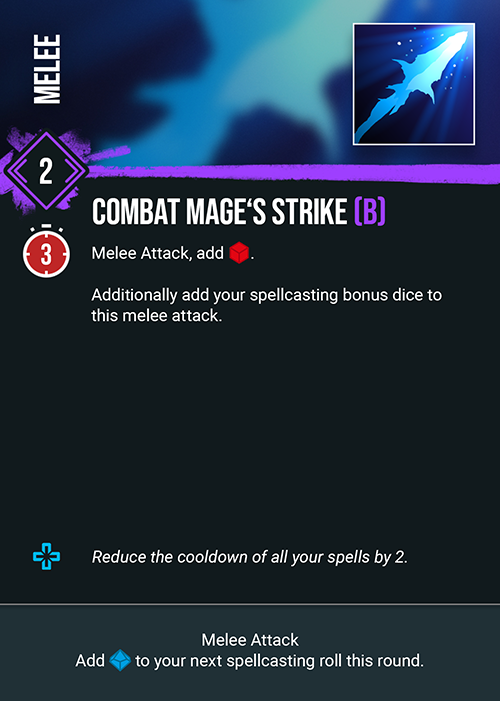 MELEE
2
COMBAT MAGE‘S STRIKE (B)
3
Melee Attack, add .
Additionally add your spellcasting bonus dice to
this melee attack.
Reduce the cooldown of all your spells by 2.
Melee Attack
Add to your next spellcasting roll this round.